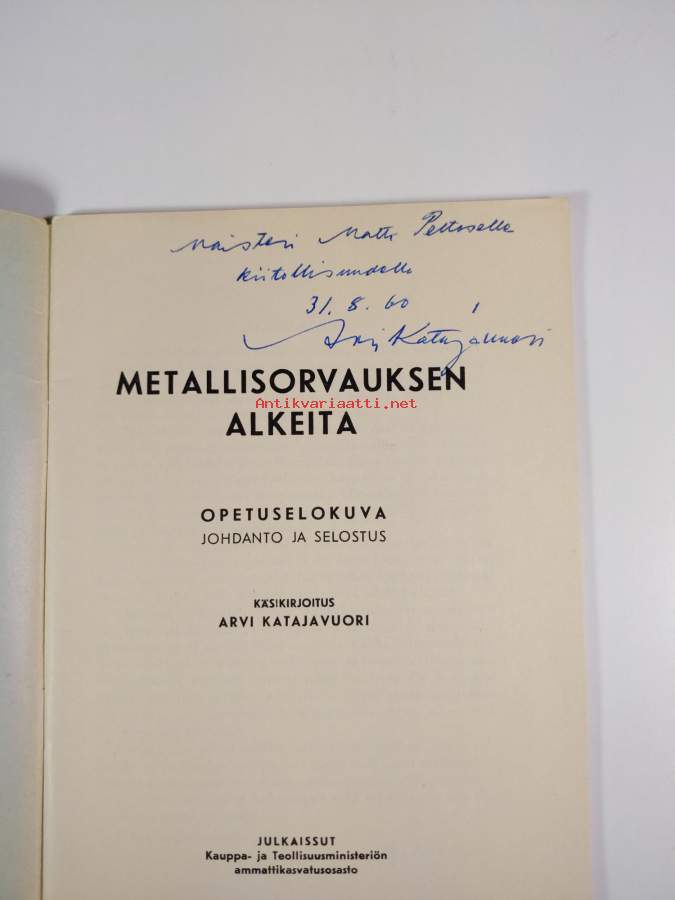 Maisteri Matti Peltoselle
kiitollisuudella
31.8.60
Arvi Katajavuori
METALLISORVAUKSEN
Antikvariaatti.net
ALKEITA
OPETUSELOKUVA
JOHDANTO JA SELOSTUS
KÄSIKIRJOITUS
ARVI KATAJAVUORI
JULKAISSUT
Kauppa- ja Teollisuusministeriön
ammattikasvatusosasto